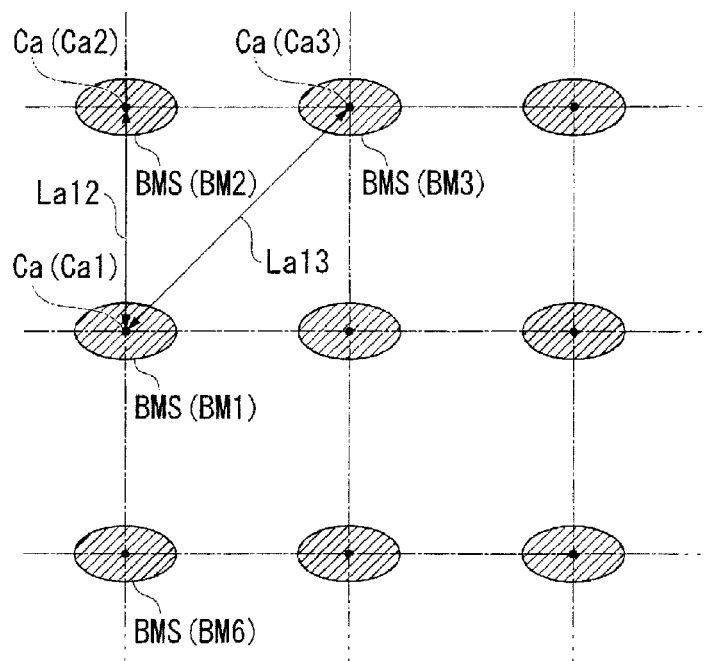 Ca(Ca2)
Ca(Ca3)
BMS(BM2)
BMS(BM3)
La12
La13
Ca(Ca1)
BMS(BM1)
BMS(BM6)